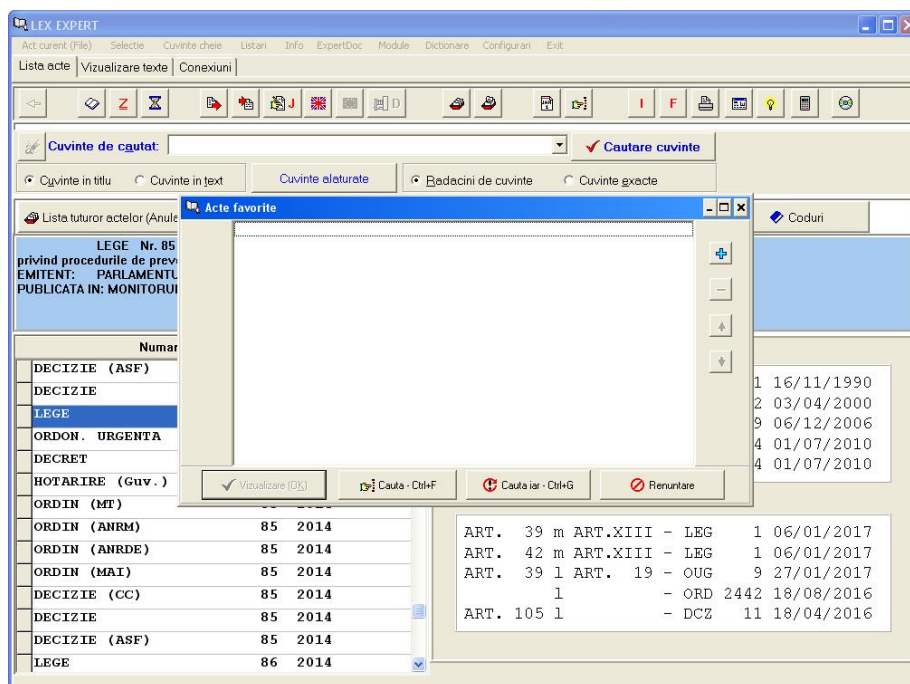 LEX EXPERT
Act curent (File) Selectie Cuvinte cheie Listari Info ExpertDoc Module Dictionare Configurari Exit
Lista acte Vizualizare texte Conexiuni
Z J D I F
Cuvinte de cautat:
Cautare cuvinte
Cuvinte in titlu Cuvinte in text Cuvinte alaturate Radacini de cuvinte Cuvinte exacte
Lista tuturor actelor (Anule
Coduri
LEGE Nr. 85
privind procedurile de prev
EMITENT: PARLAMENTU
PUBLICATA IN: MONITORUL
Acte favorite
Vizualizare (OK) Cauta - Ctrl+F Cauta iar - Ctrl+G Renuntare
Numar
DECIZIE (ASF)
DECIZIE
LEGE
ORDON. URGENTA
DECRET
HOTARIRE (Guv.)
ORDIN (MT)
ORDIN (ANRM) 85 2014
ORDIN (ANRDE) 85 2014
ORDIN (MAI) 85 2014
DECIZIE (CC) 85 2014
DECIZIE 85 2014
DECIZIE (ASF) 85 2014
LEGE 86 2014
1 16/11/1990
2 03/04/2000
9 06/12/2006
4 01/07/2010
4 01/07/2010
ART. 39 m ART.XIII - LEG 1 06/01/2017
ART. 42 m ART.XIII - LEG 1 06/01/2017
ART. 39 l ART. 19 - OUG 9 27/01/2017
l - ORD 2442 18/08/2016
ART. 105 l - DCZ 11 18/04/2016